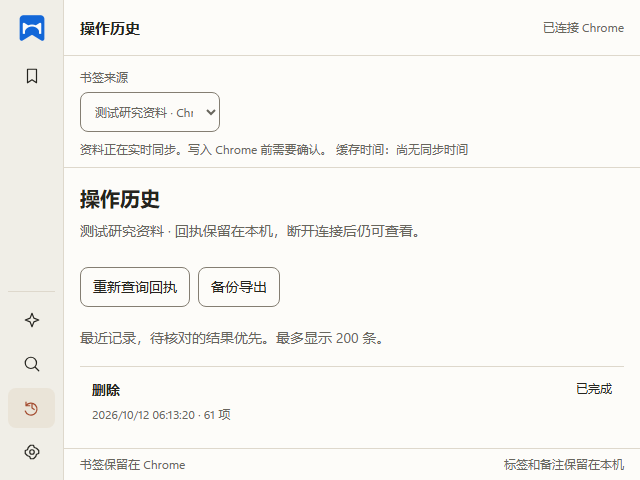 操作历史
已连接 Chrome
书签来源
测试研究资料 · Chr
资料正在实时同步。写入 Chrome 前需要确认。 缓存时间：尚无同步时间
操作历史
测试研究资料 · 回执保留在本机，断开连接后仍可查看。
重新查询回执
备份导出
最近记录，待核对的结果优先。最多显示 200 条。
删除
已完成
2026/10/12 06:13:20 · 61 项
书签保留在 Chrome
标签和备注保留在本机